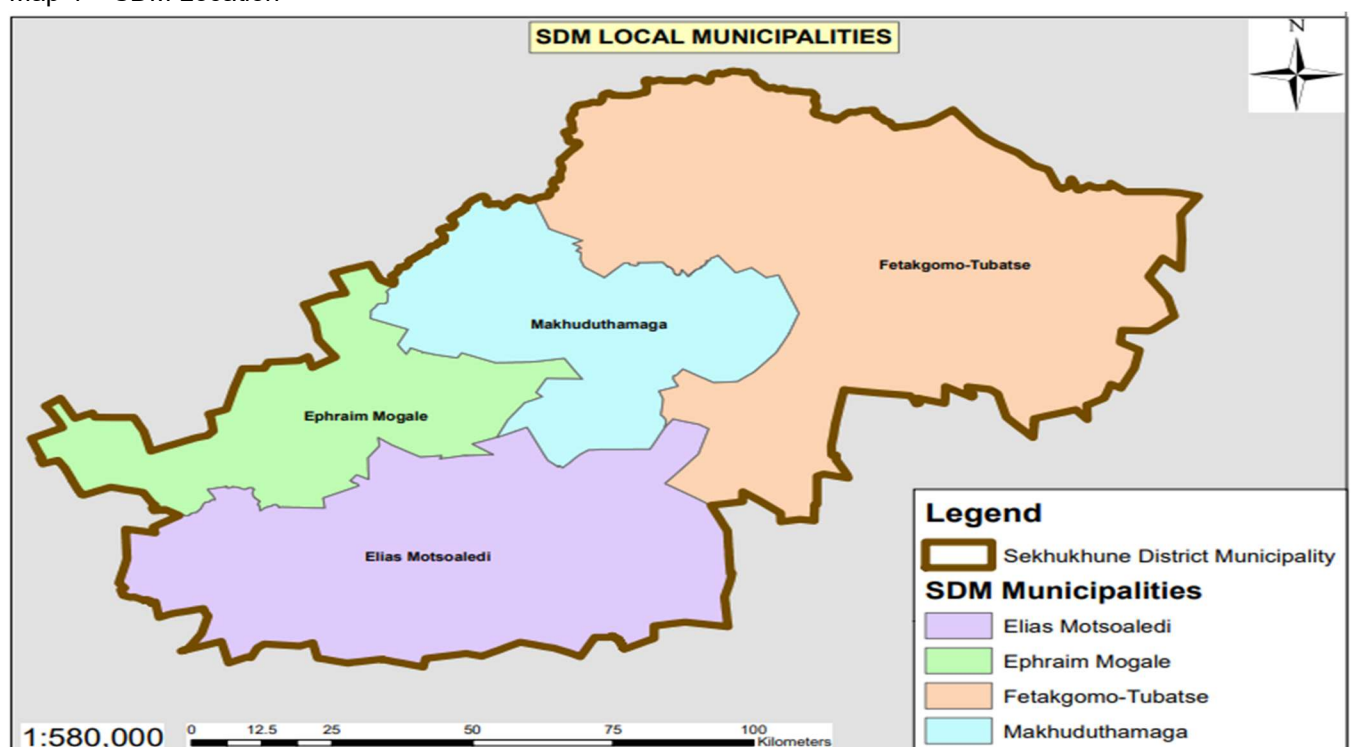 SDM LOCAL MUNICIPALITIES
N
Fetakgomo-Tubatse
Makhuduthamaga
Ephraim Mogale
Elias Motsoaledi
Legend
Sekhukhune District Municipality
SDM Municipalities
Elias Motsoaledi
Ephraim Mogale
Fetakgomo-Tubatse
Makhuduthamaga
1:580,000
0 12.5 25 50 75 100
Kilometers